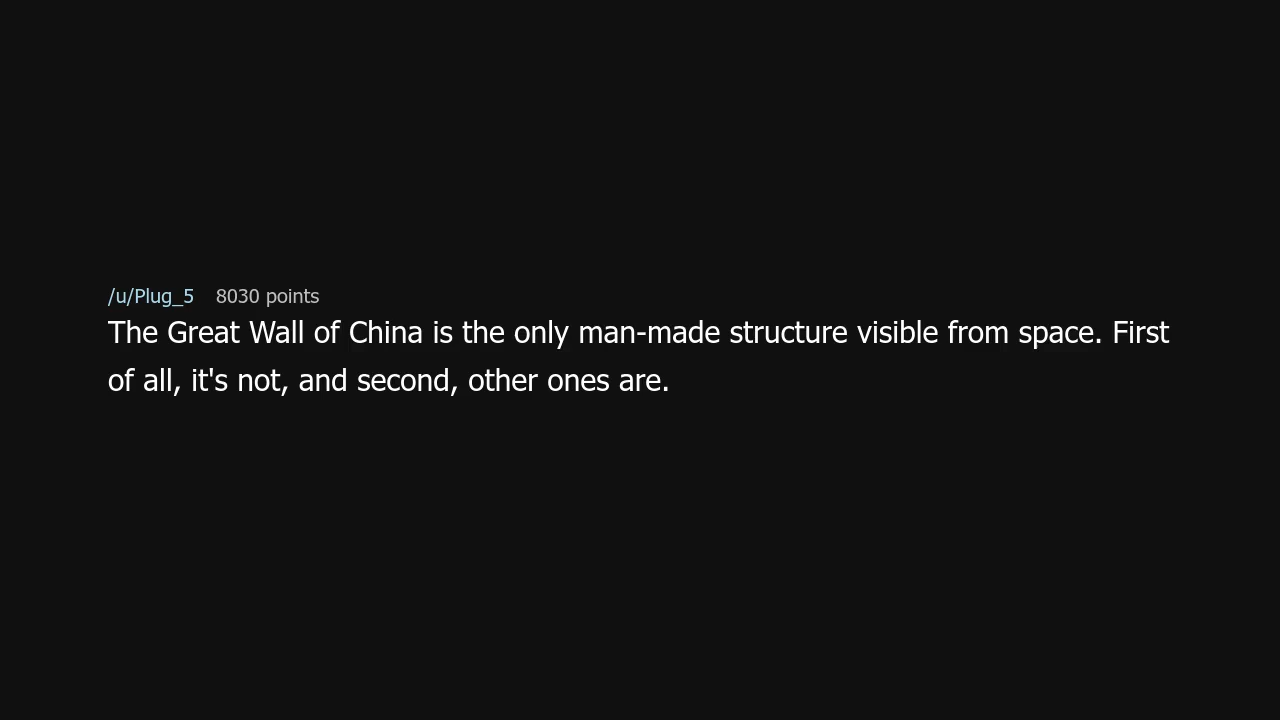 /u/Plug_5 8030 points
The Great Wall of China is the only man-made structure visible from space. First
of all, it's not, and second, other ones are.